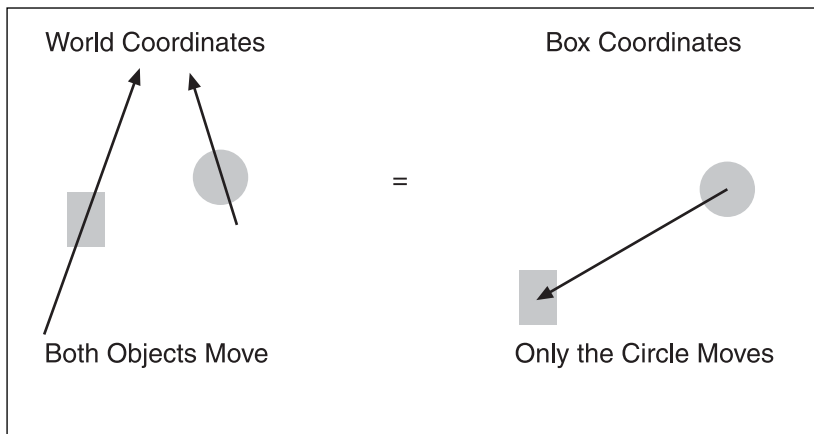 World Coordinates
Box Coordinates
=
Both Objects Move
Only the Circle Moves